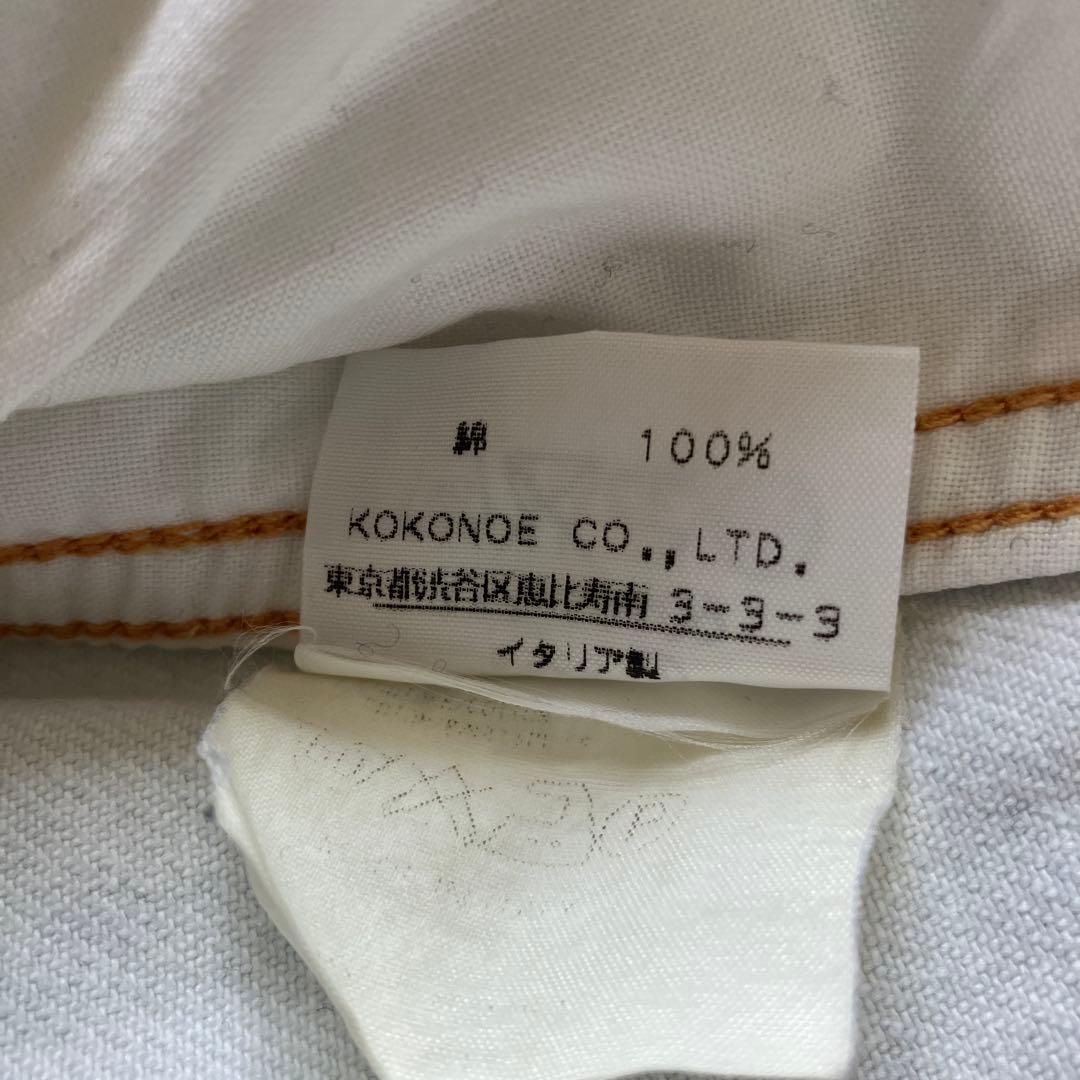 綿 100%
KOKONOE CO.,LTD.
東京都渋谷区恵比寿南 3-3-3
イタリア製